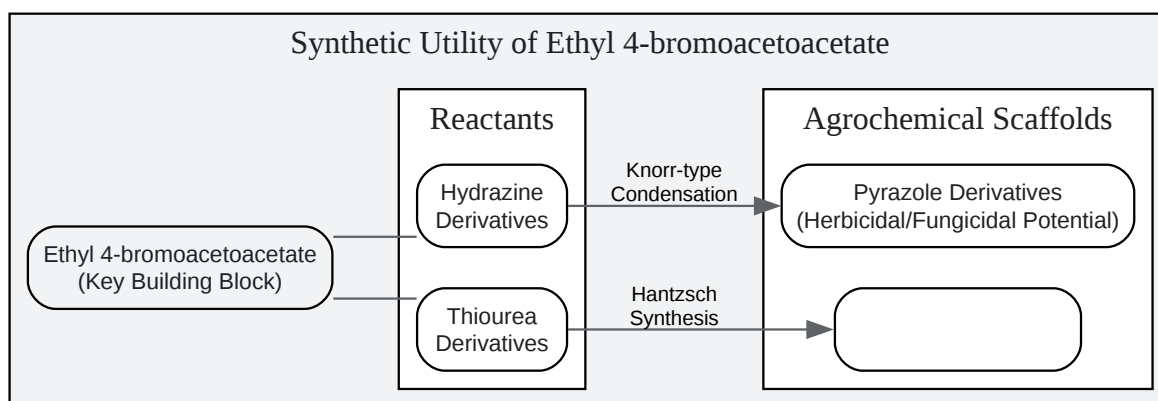 Synthetic Utility of Ethyl 4-bromoacetoacetate
Reactants
Agrochemical Scaffolds
Ethyl 4-bromoacetoacetate
(Key Building Block)
Hydrazine
Derivatives
Knorr-type
Condensation
Pyrazole Derivatives
(Herbicidal/Fungicidal Potential)
Thiourea
Derivatives
Hantzsch
Synthesis